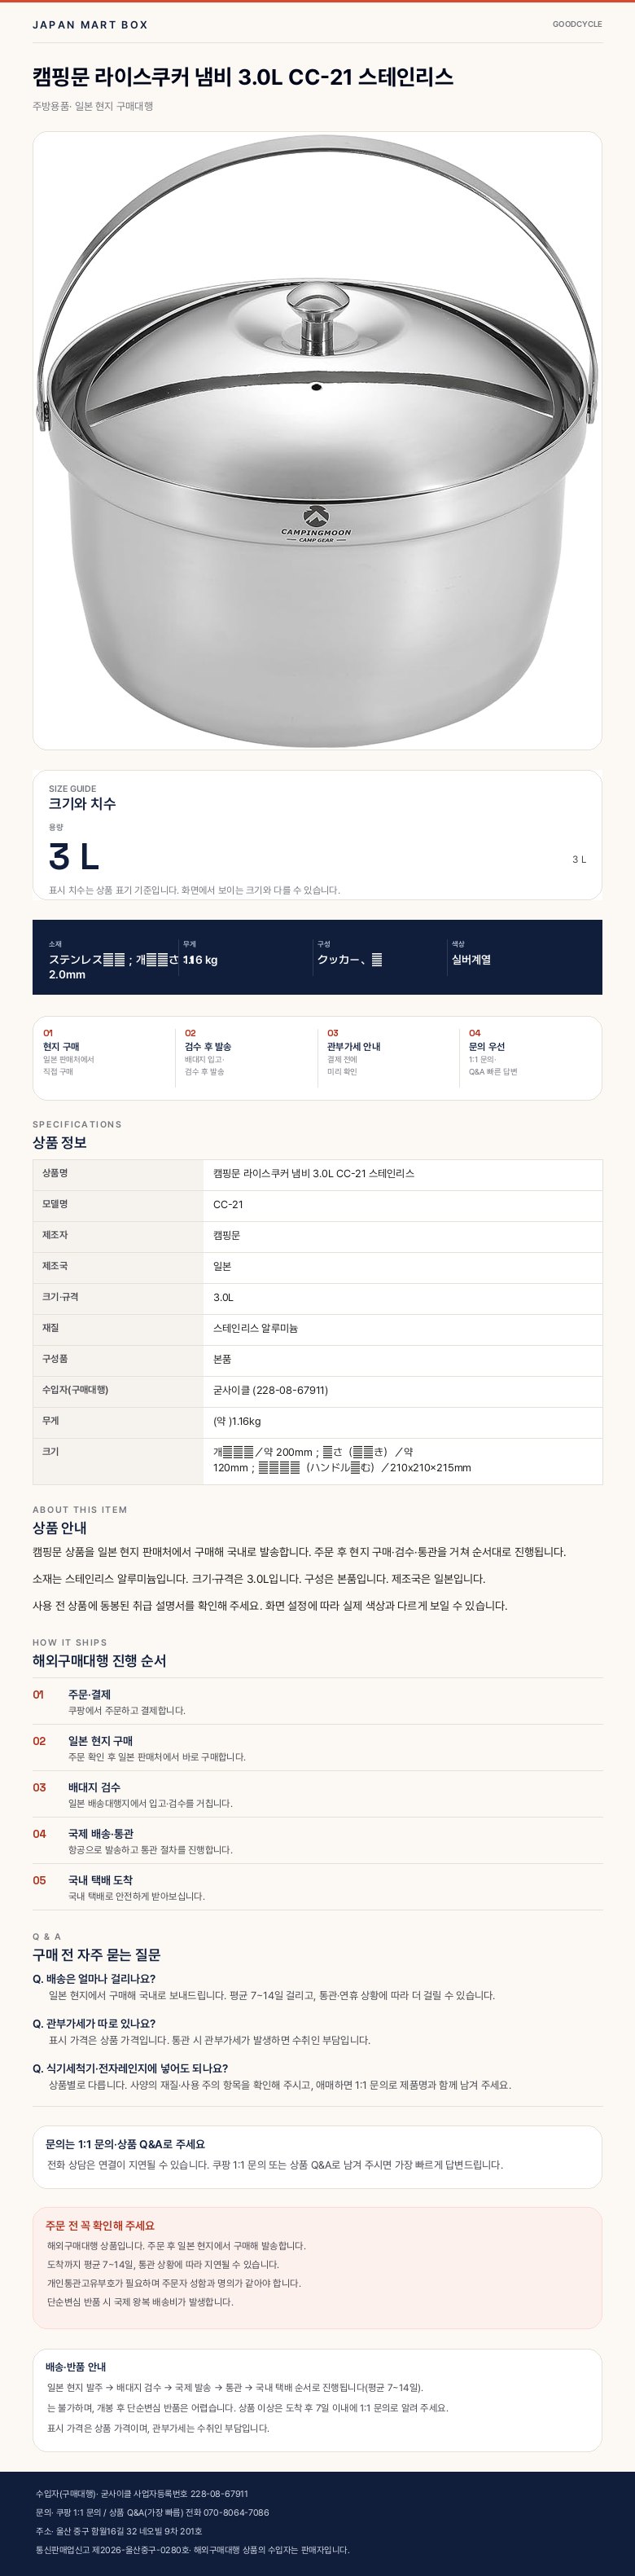 JAPAN MART BOX
GOODCYCLE
캠핑문 라이스쿠커 냄비 3.0L CC-21 스테인리스
주방용품· 일본 현지 구매대행
CAMPINGMOON
CAMP GEAR
SIZE GUIDE
크기와 치수
용량
3 L
3 L
표시 치수는 상품 표기 기준입니다. 화면에서 보이는 크기와 다를 수 있습니다.
소재
무게
구성
색상
ステンレス ; 개 さ
1.16 kg
クッカー、
실버계열
2.0mm
01
02
03
04
현지 구매
검수 후 발송
관부가세 안내
문의 우선
일본 판매처에서
배대지 입고·
결제 전에
1:1 문의·
직접 구매
검수 후 발송
미리 확인
Q&A 빠른 답변
SPECIFICATIONS
상품 정보
상품명
캠핑문 라이스쿠커 냄비 3.0L CC-21 스테인리스
모델명
CC-21
제조자
캠핑문
제조국
일본
크기·규격
3.0L
재질
스테인리스 알루미늄
구성품
본품
수입자(구매대행)
굳사이클 (228-08-67911)
무게
(약 )1.16kg
크기
개 /약 200mm ; さ ( き) /약
120mm ; (ハンドル む) /210x210×215mm
ABOUT THIS ITEM
상품 안내
캠핑문 상품을 일본 현지 판매처에서 구매해 국내로 발송합니다. 주문 후 현지 구매·검수·통관을 거쳐 순서대로 진행됩니다.
소재는 스테인리스 알루미늄입니다. 크기·규격은 3.0L입니다. 구성은 본품입니다. 제조국은 일본입니다.
사용 전 상품에 동봉된 취급 설명서를 확인해 주세요. 화면 설정에 따라 실제 색상과 다르게 보일 수 있습니다.
HOW IT SHIPS
해외구매대행 진행 순서
01
주문·결제
쿠팡에서 주문하고 결제합니다.
02
일본 현지 구매
주문 확인 후 일본 판매처에서 바로 구매합니다.
03
배대지 검수
일본 배송대행지에서 입고·검수를 거칩니다.
04
국제 배송·통관
항공으로 발송하고 통관 절차를 진행합니다.
05
국내 택배 도착
국내 택배로 안전하게 받아보십니다.
Q & A
구매 전 자주 묻는 질문
Q. 배송은 얼마나 걸리나요?
일본 현지에서 구매해 국내로 보내드립니다. 평균 7~14일 걸리고, 통관·연휴 상황에 따라 더 걸릴 수 있습니다.
Q. 관부가세가 따로 있나요?
표시 가격은 상품 가격입니다. 통관 시 관부가세가 발생하면 수취인 부담입니다.
Q. 식기세척기·전자레인지에 넣어도 되나요?
상품별로 다릅니다. 사양의 재질·사용 주의 항목을 확인해 주시고, 애매하면 1:1 문의로 제품명과 함께 남겨 주세요.
문의는 1:1 문의·상품 Q&A로 주세요
전화 상담은 연결이 지연될 수 있습니다. 쿠팡 1:1 문의 또는 상품 Q&A로 남겨 주시면 가장 빠르게 답변드립니다.
주문 전 꼭 확인해 주세요
해외구매대행 상품입니다. 주문 후 일본 현지에서 구매해 발송합니다.
도착까지 평균 7~14일, 통관 상황에 따라 지연될 수 있습니다.
개인통관고유부호가 필요하며 주문자 성함과 명의가 같아야 합니다.
단순변심 반품 시 국제 왕복 배송비가 발생합니다.
배송·반품 안내
일본 현지 발주 → 배대지 검수 → 국제 발송 → 통관 → 국내 택배 순서로 진행됩니다(평균 7~14일).
는 불가하며, 개봉 후 단순변심 반품은 어렵습니다. 상품 이상은 도착 후 7일 이내에 1:1 문의로 알려 주세요.
표시 가격은 상품 가격이며, 관부가세는 수취인 부담입니다.
수입자(구매대행)· 굳사이클 사업자등록번호 228-08-67911
문의· 쿠팡 1:1 문의 / 상품 Q&A(가장 빠름) 전화 070-8064-7086
주소· 울산 중구 함월16길 32 네오빌 9차 201호
통신판매업신고 제2026-울산중구-0280호· 해외구매대행 상품의 수입자는 판매자입니다.